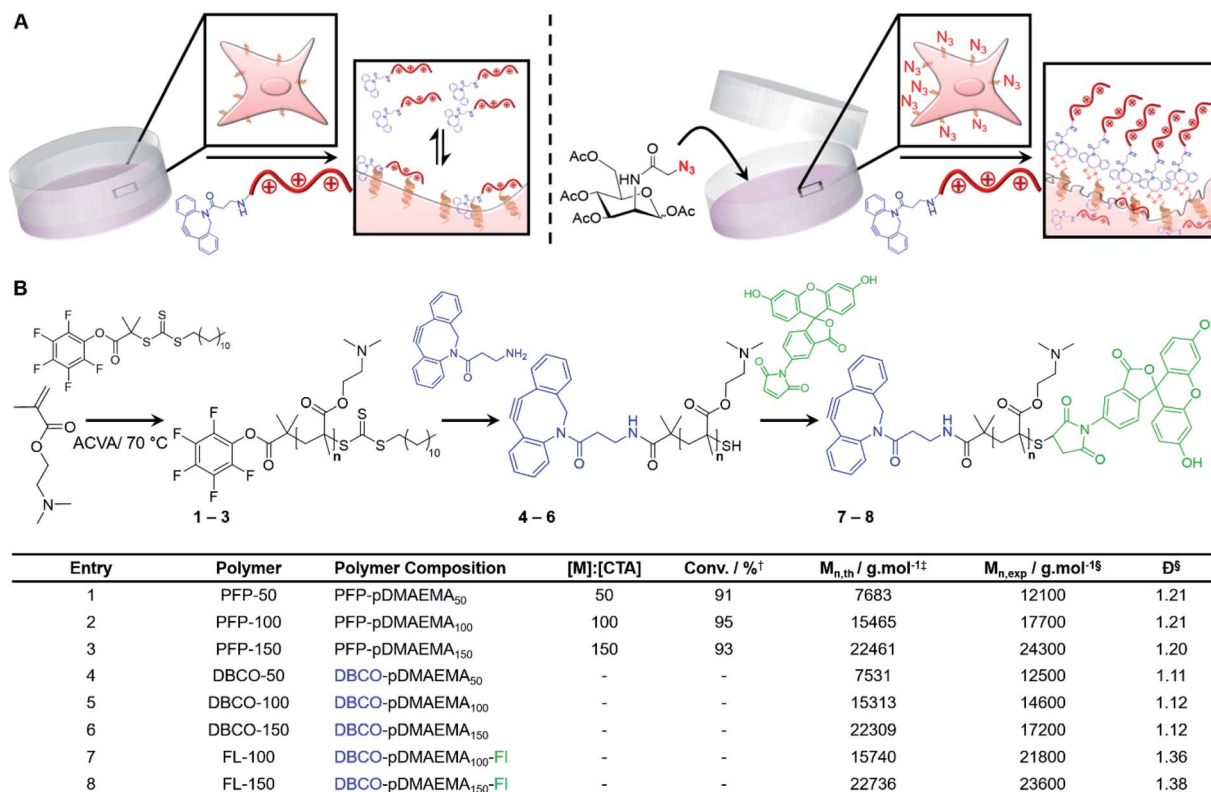 A
N3
N3
N3
N3
N3
N3
N3
N3
AcO
AcO
AcO
OAc
HN
O
N3
N
O
N
H
N
O
N
H
B
F
F
F
F
F
O
O
S
S
S
10
O
O
N
ACVA/ 70 °C
F
F
F
F
F
O
O
O
O
N
n
S
S
S
10
1 – 3
N
O
NH2
N
O
N
H
O
O
O
N
n
SH
4 – 6
HO
O
OH
O
O
O
N
O
N
O
N
H
O
O
O
N
n
S
O
N
O
O
O
O
O
OH
7 – 8
Entry Polymer Polymer Composition [M]:[CTA] Conv. / %† Mn,th / g.mol-1‡ Mn,exp / g.mol-1§ Đ§
1 PFP-50 PFP-pDMAEMA50 50 91 7683 12100 1.21
2 PFP-100 PFP-pDMAEMA100 100 95 15465 17700 1.21
3 PFP-150 PFP-pDMAEMA150 150 93 22461 24300 1.20
4 DBCO-50 DBCO-pDMAEMA50 - - 7531 12500 1.11
5 DBCO-100 DBCO-pDMAEMA100 - - 15313 14600 1.12
6 DBCO-150 DBCO-pDMAEMA150 - - 22309 17200 1.12
7 FL-100 DBCO-pDMAEMA100-Fl - - 15740 21800 1.36
8 FL-150 DBCO-pDMAEMA150-Fl - - 22736 23600 1.38